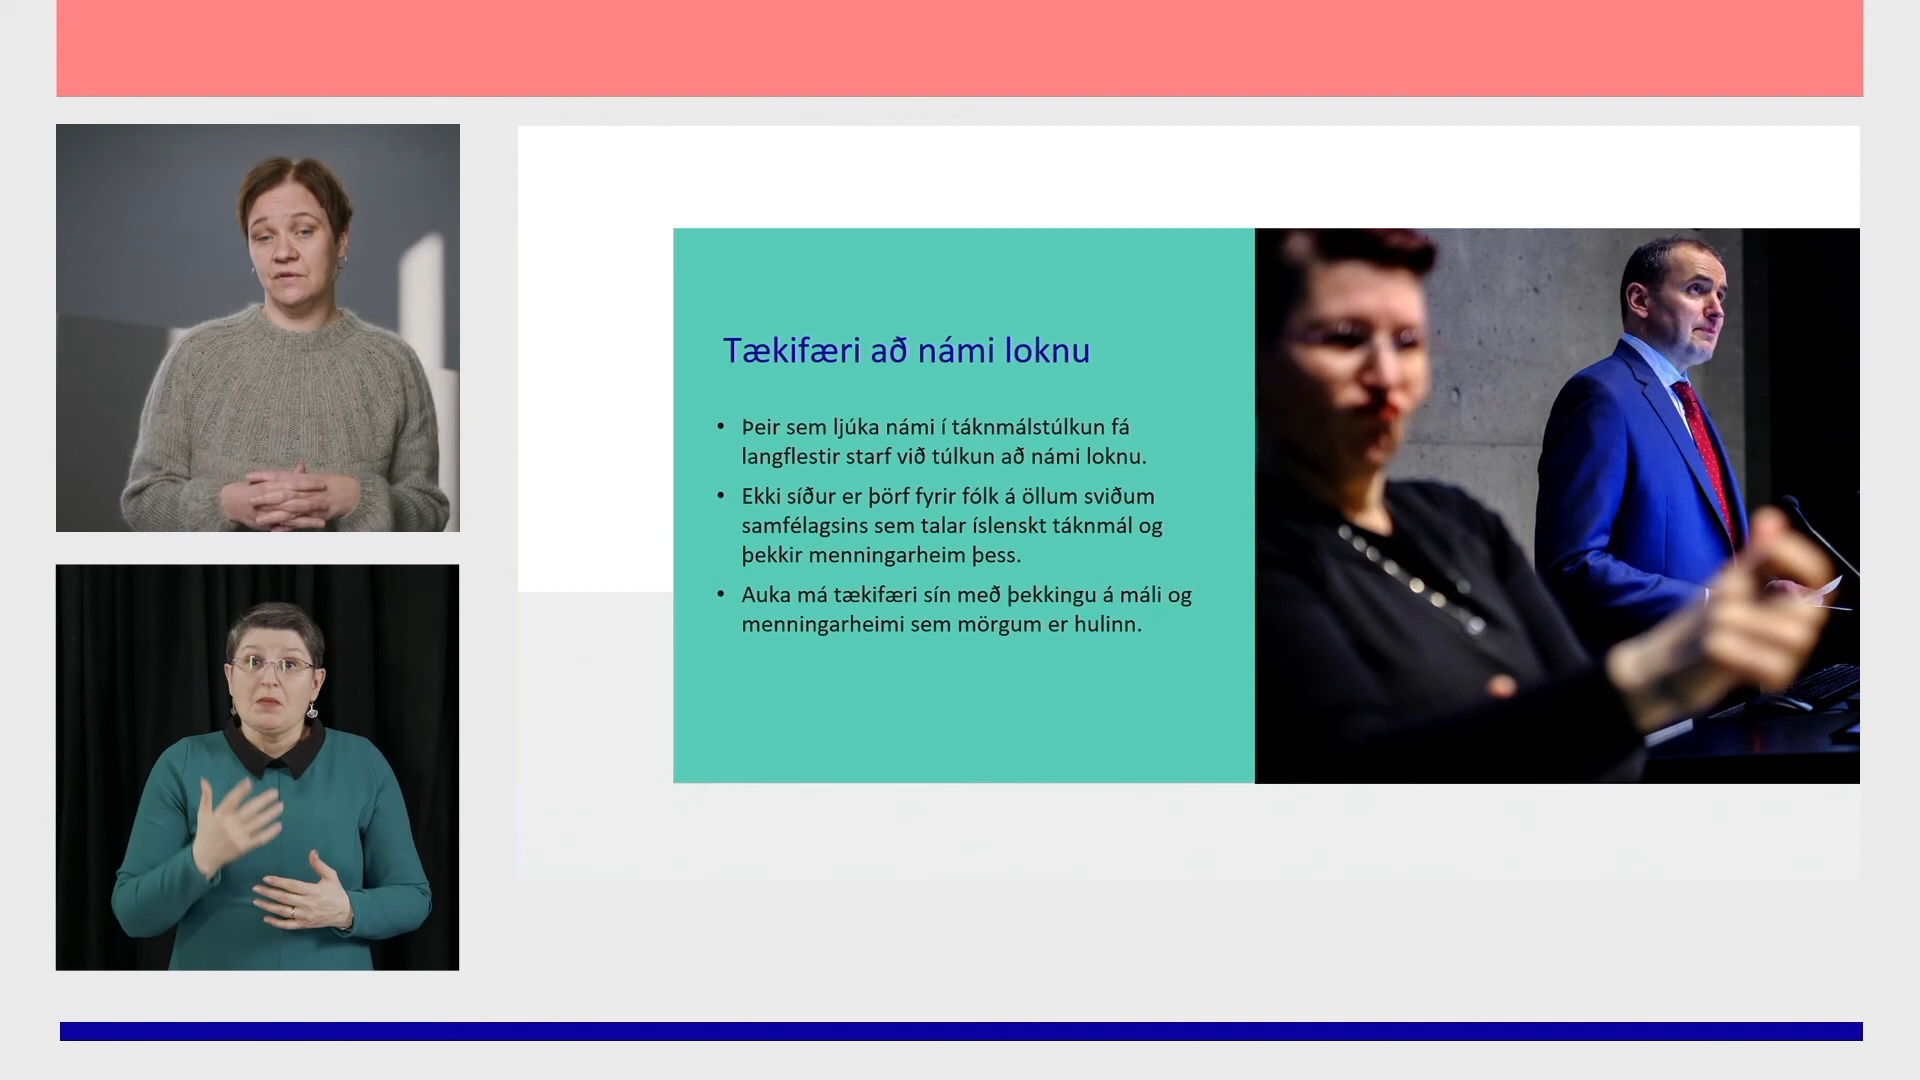 Tækifæri að námi loknu
• Þeir sem ljúka námi í táknmálstúlkun fá
langflestir starf við túlkun að námi loknu.
• Ekki síður er þörf fyrir fólk á öllum sviðum
samfélagsins sem talar íslenskt táknmál og
þekkir menningarheim þess.
• Auka má tækifæri sín með þekkingu á máli og
menningarheimi sem mörgum er hulinn.